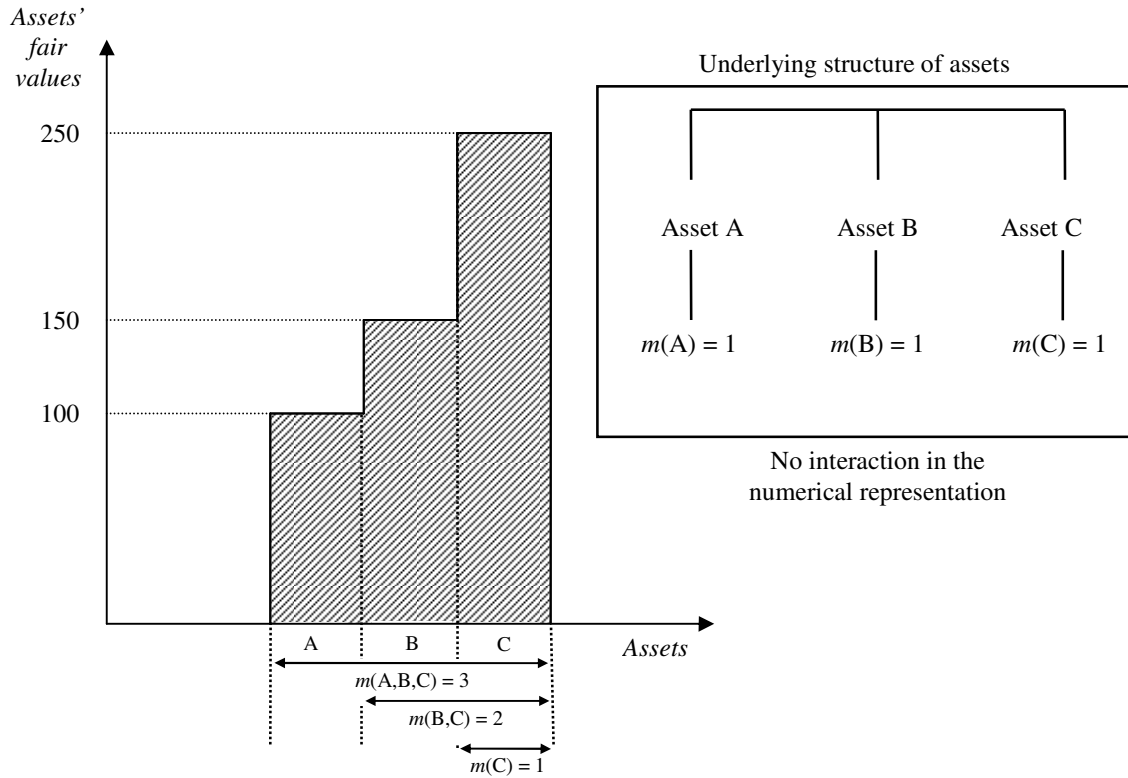 Assets’
fair
values
250
150
100
A B C
Assets
m(A,B,C) = 3
m(B,C) = 2
m(C) = 1
Underlying structure of assets
Asset A Asset B Asset C
m(A) = 1 m(B) = 1 m(C) = 1
No interaction in the
numerical representation